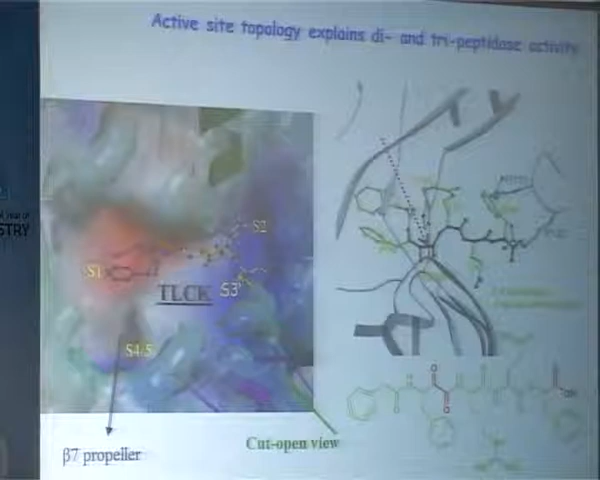 Active site topology explains di- and tri-peptidase activity
STRY
S2
S1
TLCK
S3
S4-5
Cut-open view
β7 propeller